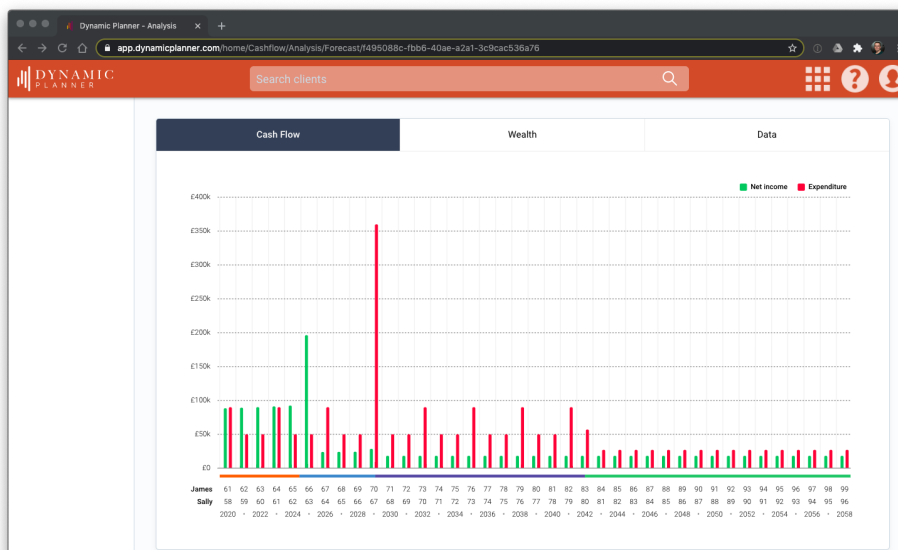 Dynamic Planner - Analysis
app.dynamicplanner.com/home/Cashflow/Analysis/Forecast/f495088c-fbb6-40ae-a2a1-3c9cac536a76
DYNAMIC
PLANNER
Search clients
?
Cash Flow
Wealth
Data
Net income
Expenditure
£400k
£350k
£300k
£250k
£200k
£150k
£100k
£50k
£0
James 61 62 63 64 65 66 67 68 69 70 71 72 73 74 75 76 77 78 79 80 81 82 83 84 85 86 87 88 89 90 91 92 93 94 95 96 97 98 99
Sally 58 59 60 61 62 63 64 65 66 67 68 69 70 71 72 73 74 75 76 77 78 79 80 81 82 83 84 85 86 87 88 89 90 91 92 93 94 95 96
2020 • 2022 • 2024 • 2026 • 2028 • 2030 • 2032 • 2034 • 2036 • 2038 • 2040 • 2042 • 2044 • 2046 • 2048 • 2050 • 2052 • 2054 • 2056 • 2058